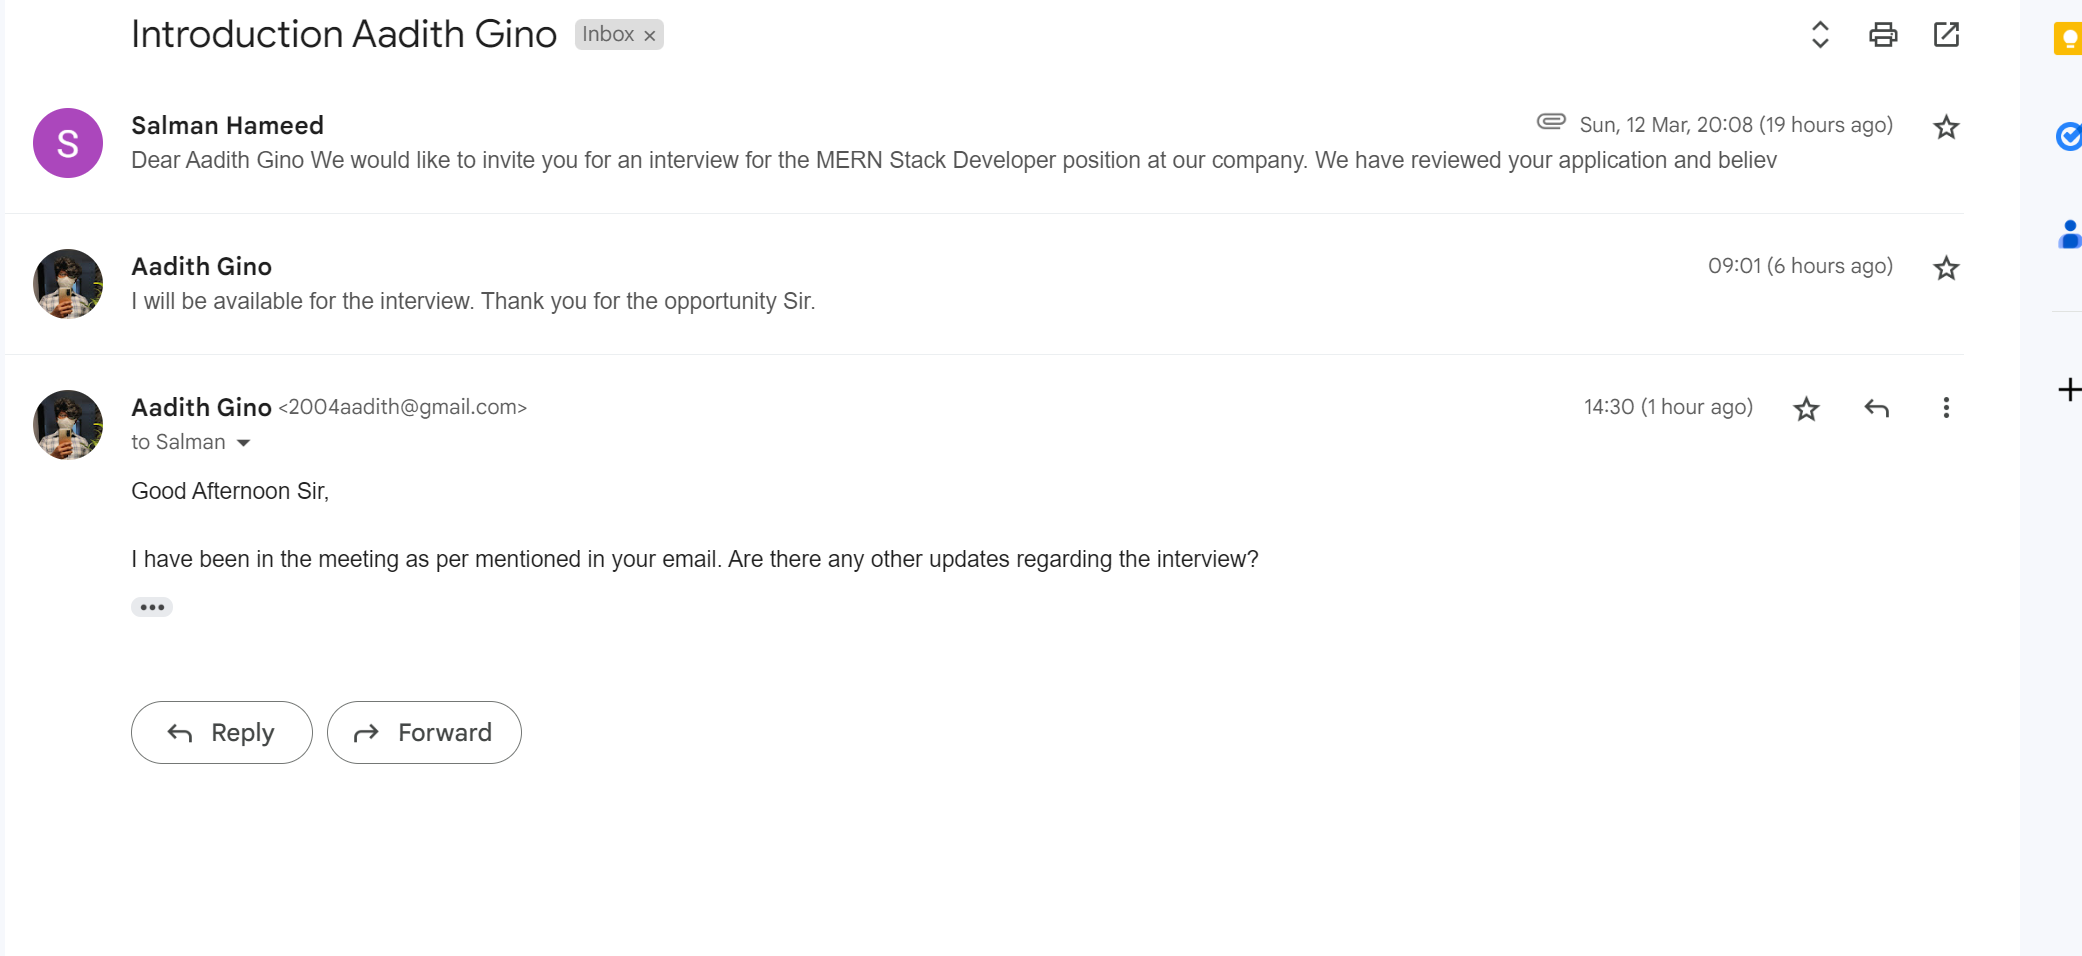 Introduction Aadith Gino Inbox ×
S
Salman Hameed Sun, 12 Mar, 20:08 (19 hours ago)
Dear Aadith Gino We would like to invite you for an interview for the MERN Stack Developer position at our company. We have reviewed your application and believ
Aadith Gino 09:01 (6 hours ago)
I will be available for the interview. Thank you for the opportunity Sir.
Aadith Gino <2004aadith@gmail.com> 14:30 (1 hour ago)
to Salman
Good Afternoon Sir,
I have been in the meeting as per mentioned in your email. Are there any other updates regarding the interview?
Reply Forward